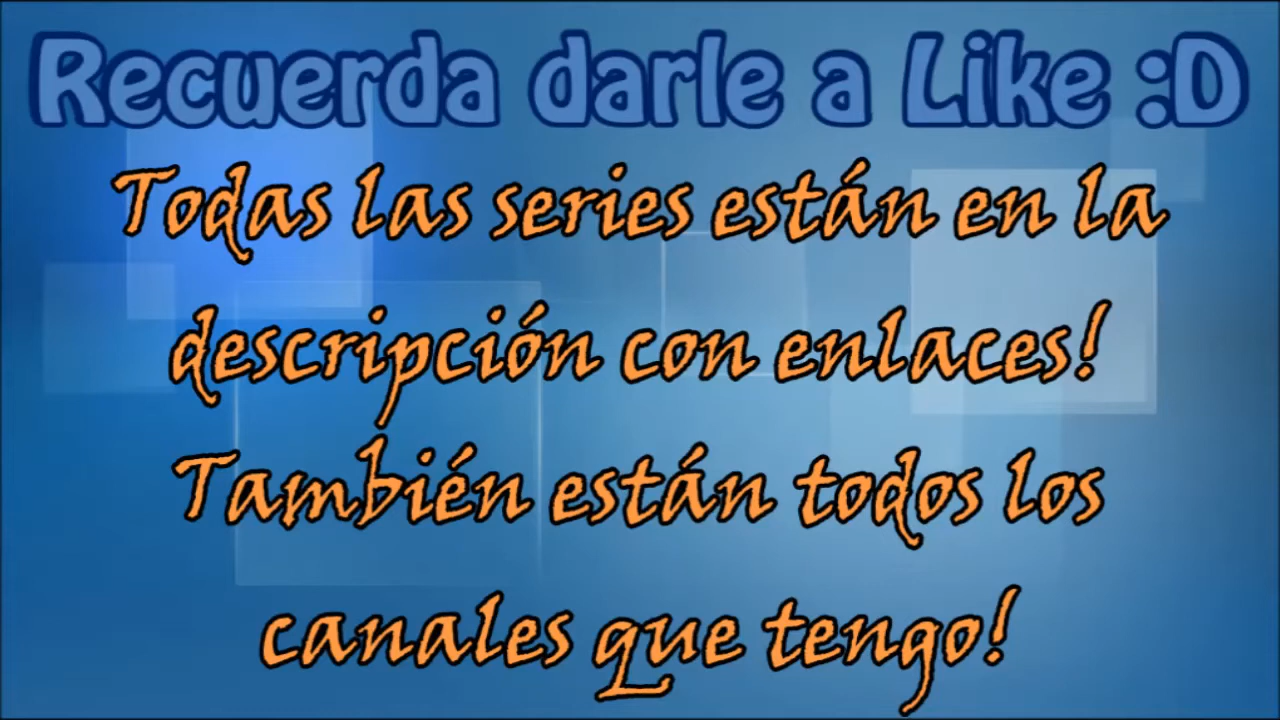 Recuerda darle a Like :D
Todas las series están en la
descripción con enlaces!
También están todos los
canales que tengo!